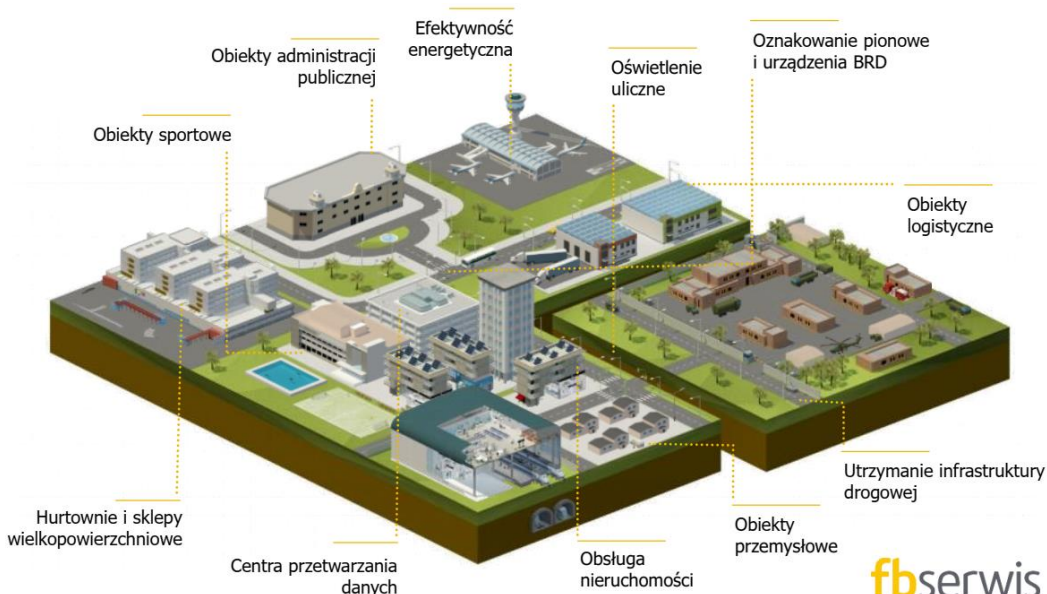 Efektywność
energetyczna
Oznakowanie pionowe
i urządzenia BRD
Obiekty administracji
publicznej
Oświetlenie
uliczne
Obiekty sportowe
Obiekty
logistyczne
Utrzymanie infrastruktury
drogowej
Hurtownie i sklepy
wielkopowierzchniowe
Obiekty
przemysłowe
Centra przetwarzania
danych
Obsługa
nieruchomości
fbserwis